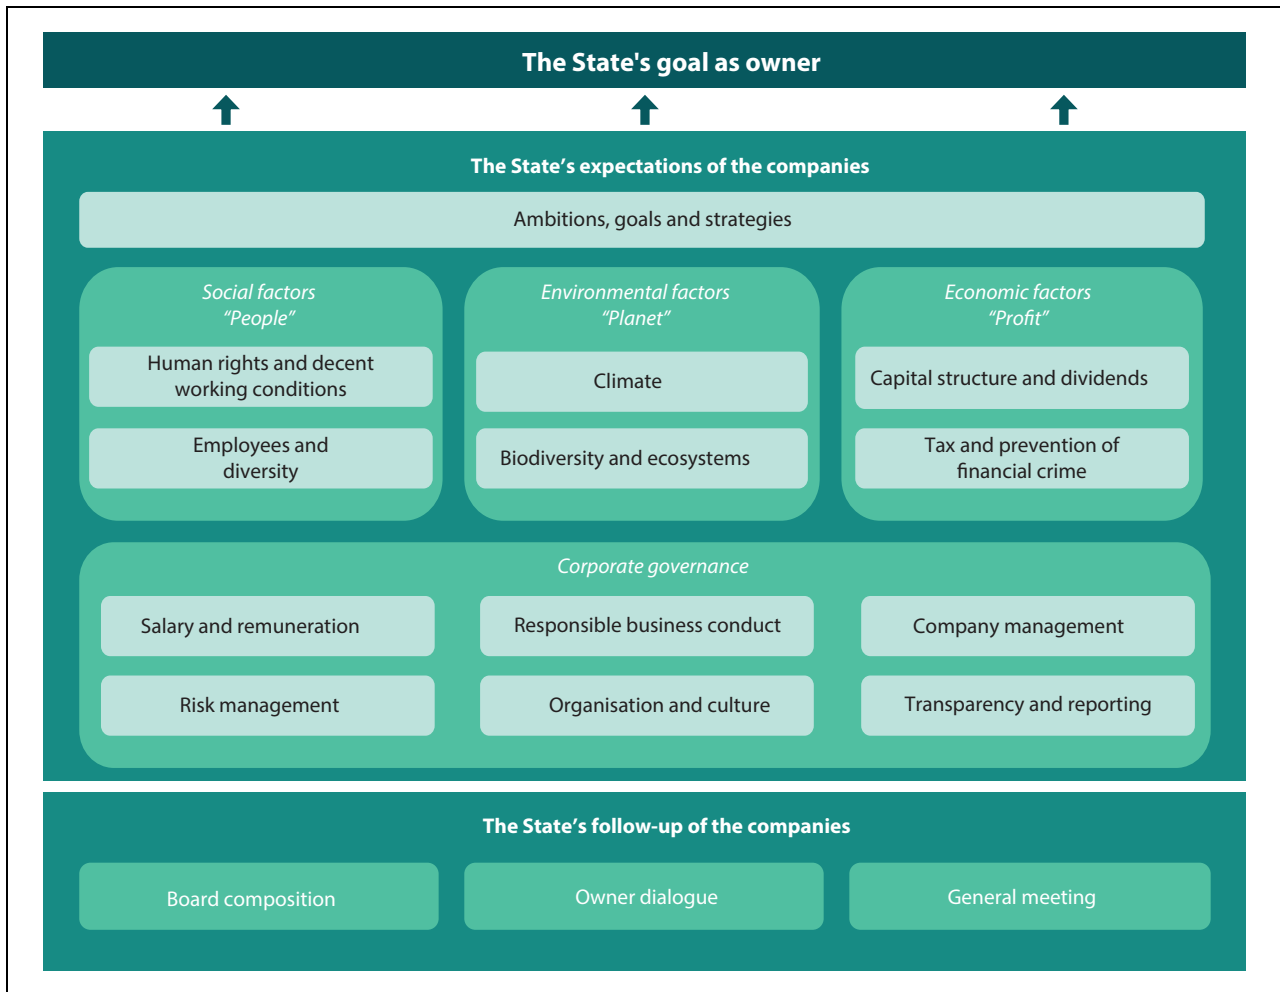 The State's goal as owner
The State’s expectations of the companies
Ambitions, goals and strategies
Social factors
“People”
Human rights and decent
working conditions
Employees and
diversity
Environmental factors
“Planet”
Climate
Biodiversity and ecosystems
Economic factors
“Profit”
Capital structure and dividends
Tax and prevention of
financial crime
Corporate governance
Salary and remuneration
Responsible business conduct
Company management
Risk management
Organisation and culture
Transparency and reporting
The State’s follow-up of the companies
Board composition
Owner dialogue
General meeting